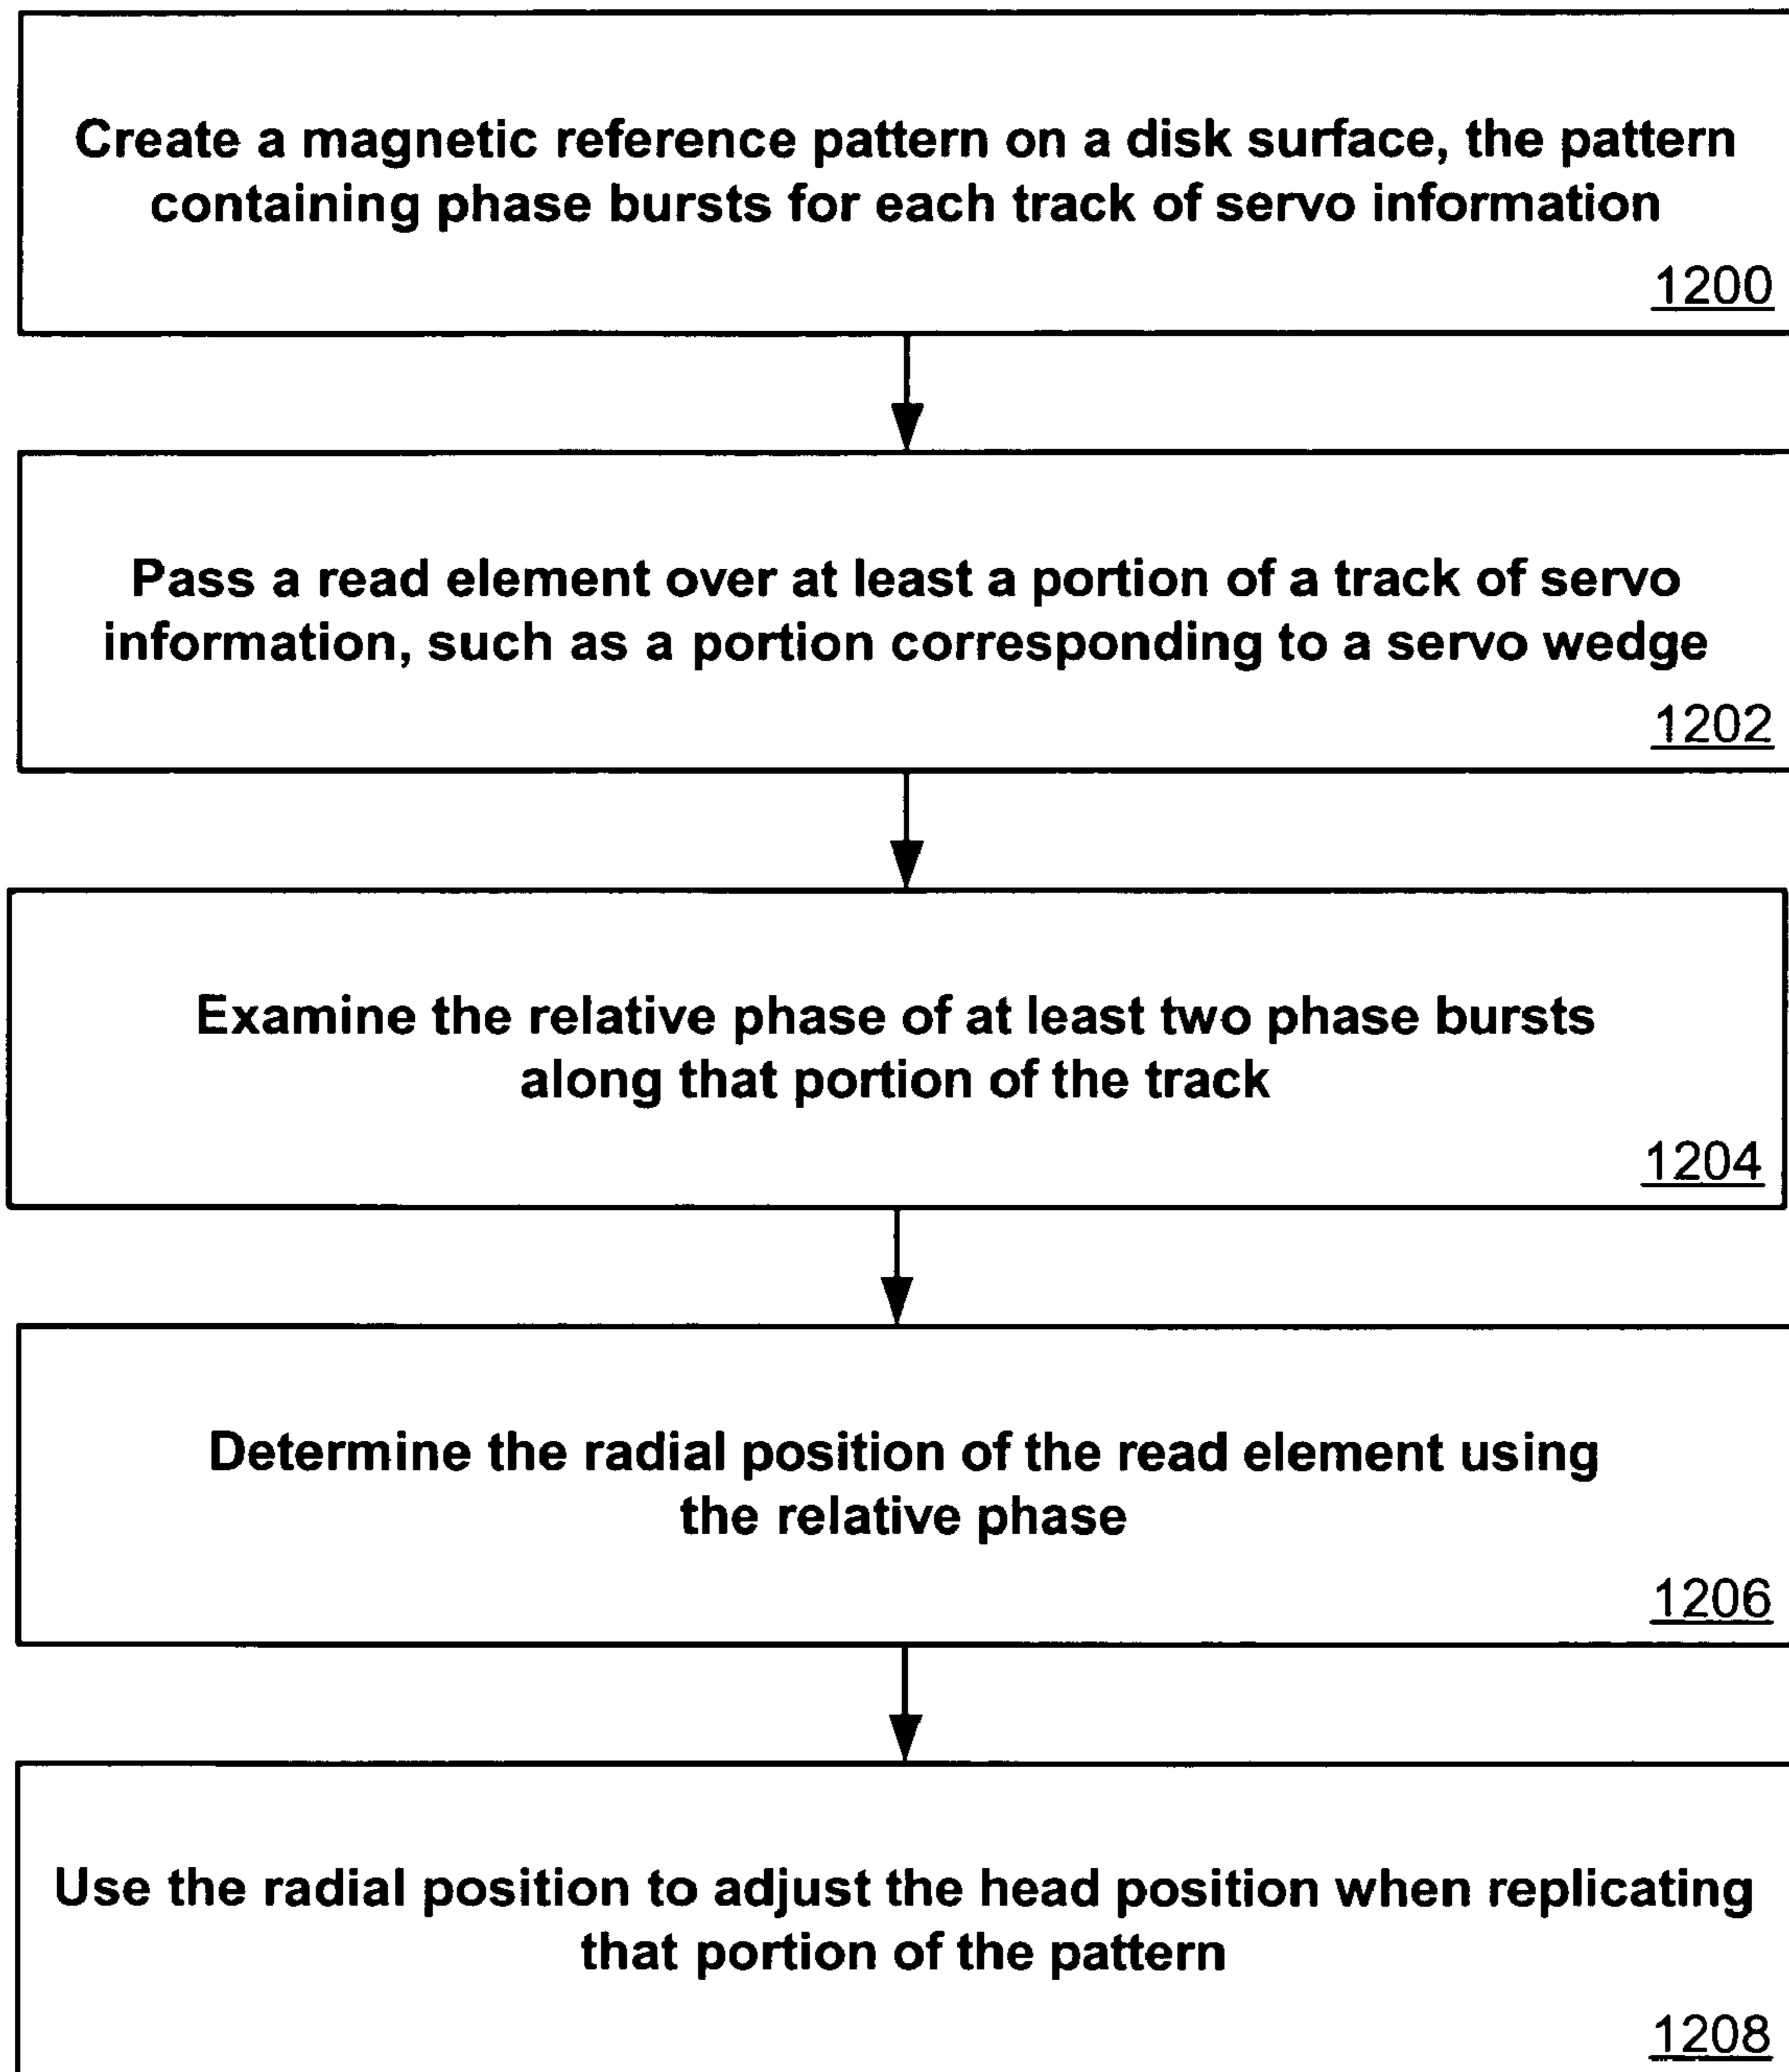 Create a magnetic reference pattern on a disk surface, the pattern
containing phase bursts for each track of servo information
1200
Pass a read element over at least a portion of a track of servo
information, such as a portion corresponding to a servo wedge
1202
Examine the relative phase of at least two phase bursts
along that portion of the track
1204
Determine the radial position of the read element using
the relative phase
1206
Use the radial position to adjust the head position when replicating
that portion of the pattern
1208